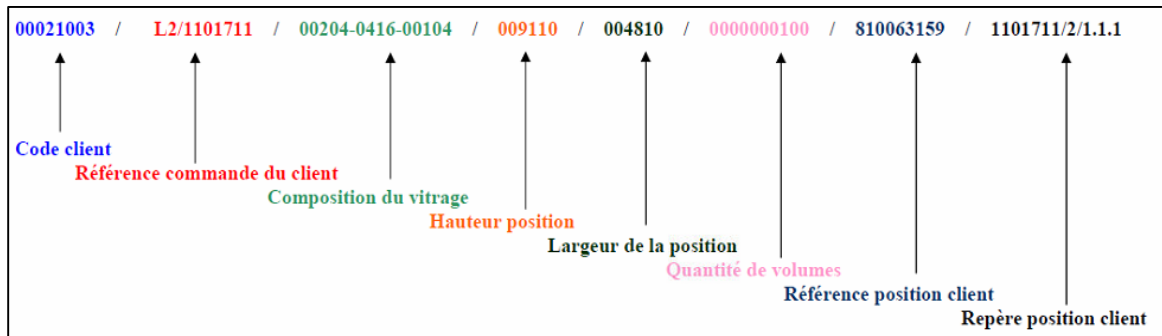 00021003 / L2/1101711 / 00204-0416-00104 / 009110 / 004810 / 0000000100 / 810063159 / 1101711/2/1.1.1
Code client
Référence commande du client
Composition du vitrage
Hauteur position
Largeur de la position
Quantité de volumes
Référence position client
Repère position client